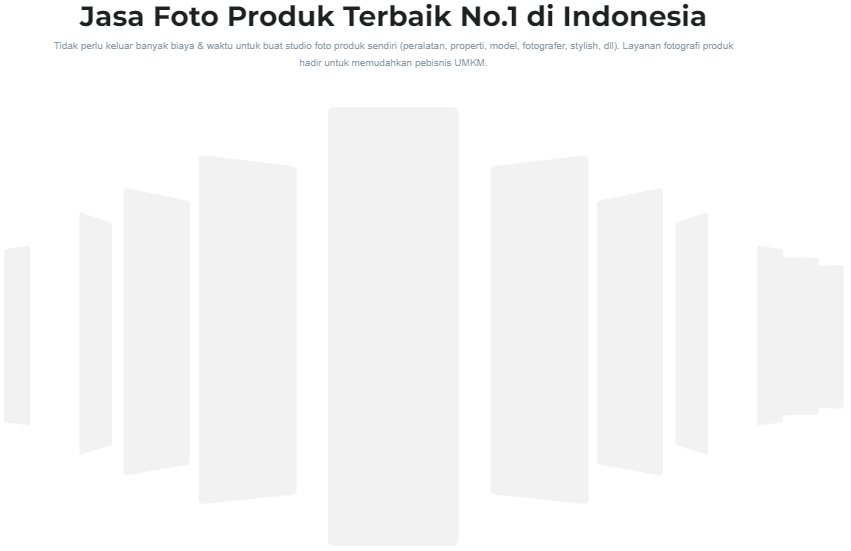 Jasa Foto Produk Terbaik No.1 di Indonesia
Tidak perlu keluar banyak biaya & waktu untuk buat studio foto produk sendiri (peralatan, properti, model, fotografer, stylish, dll). Layanan fotografi produk
hadir untuk memudahkan pebisnis UMKM.